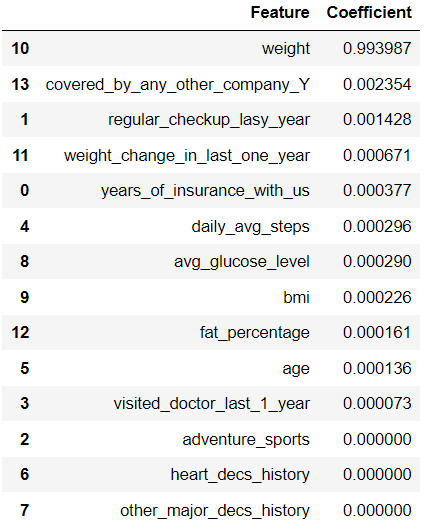 Feature Coefficient
10 weight 0.993987
13 covered_by_any_other_company_Y 0.002354
1 regular_checkup_lasy_year 0.001428
11 weight_change_in_last_one_year 0.000671
0 years_of_insurance_with_us 0.000377
4 daily_avg_steps 0.000296
8 avg_glucose_level 0.000290
9 bmi 0.000226
12 fat_percentage 0.000161
5 age 0.000136
3 visited_doctor_last_1_year 0.000073
2 adventure_sports 0.000000
6 heart_decs_history 0.000000
7 other_major_decs_history 0.000000